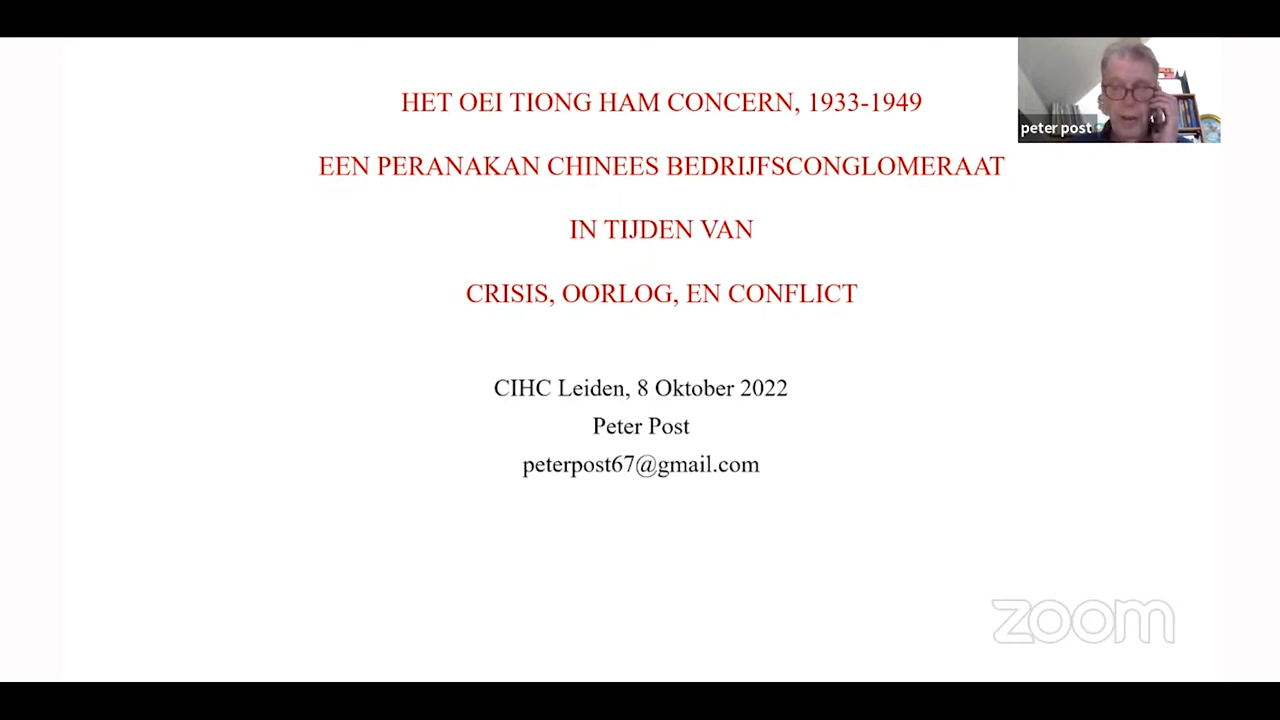 HET OEI TIONG HAM CONCERN, 1933-1949
EEN PERANAKAN CHINEES BEDRIJFSCONGLOMERAAT
IN TIJDEN VAN
CRISIS, OORLOG, EN CONFLICT
CIHC Leiden, 8 Oktober 2022
Peter Post
peterpost67@gmail.com
peter post
zoom